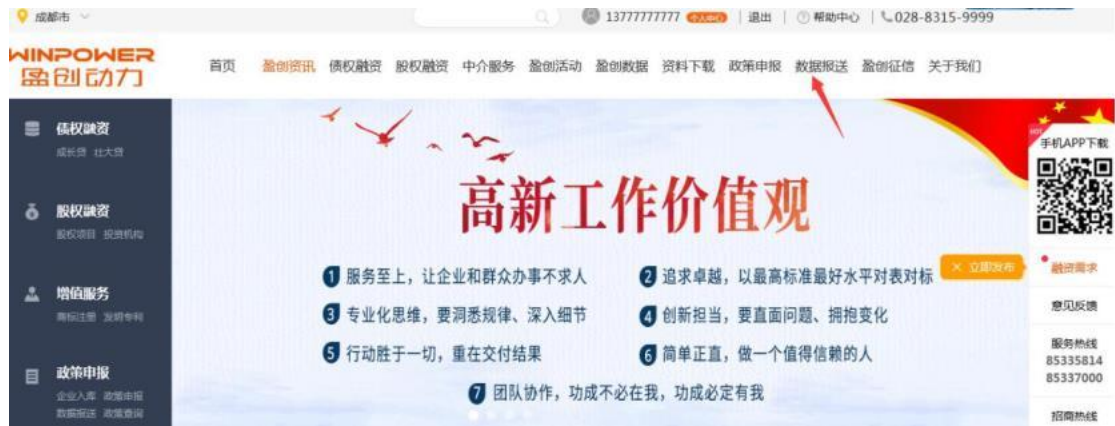 成都市
13777777777 个人中心 | 退出 | 帮助中心 | 028-8315-9999
WINPOWER
盈创动力
首页 盈创资讯 债权融资 股权融资 中介服务 盈创活动 盈创数据 资料下载 政策申报 数据报送 盈创征信 关于我们
债权融资
成长贷 壮大贷
股权融资
股权项目 投资机构
增值服务
商标注册 发明专利
政策申报
企业入库 政策申报
数据报送 政策查询
高新工作价值观
1 服务至上，让企业和群众办事不求人
2 追求卓越，以最高标准最好水平对表对标
3 专业化思维，要洞悉规律、深入细节
4 创新担当，要直面问题、拥抱变化
5 行动胜于一切，重在交付结果
6 简单正直，做一个值得信赖的人
7 团队协作，功成不必在我，功成必定有我
HOT
手机APP下载
× 立即发布
融资需求
意见反馈
服务热线
85335814
85337000
招商热线